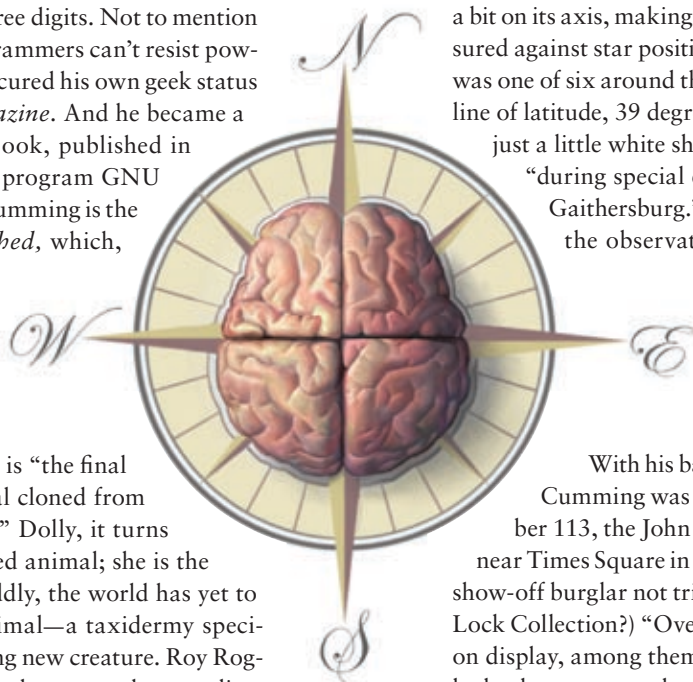 ree digits. Not to mention
rammers can't resist pow-
cured his own geek status
azine. And he became a
ook, published in
program GNU
umming is the
hed, which,
is “the final
al cloned from
” Dolly, it turns
ed animal; she is the
ldly, the world has yet to
imal—a taxidermy speci-
ng new creature. Roy Rog-
N
W
E
S
a bit on its axis, making
sured against star positi
was one of six around th
line of latitude, 39 degr
just a little white sh
“during special
Gaithersburg.”
the observat
With his ba
Cumming was
ber 113, the John
near Times Square in
show-off burglar not tri
Lock Collection?) “Ove
on display, among them